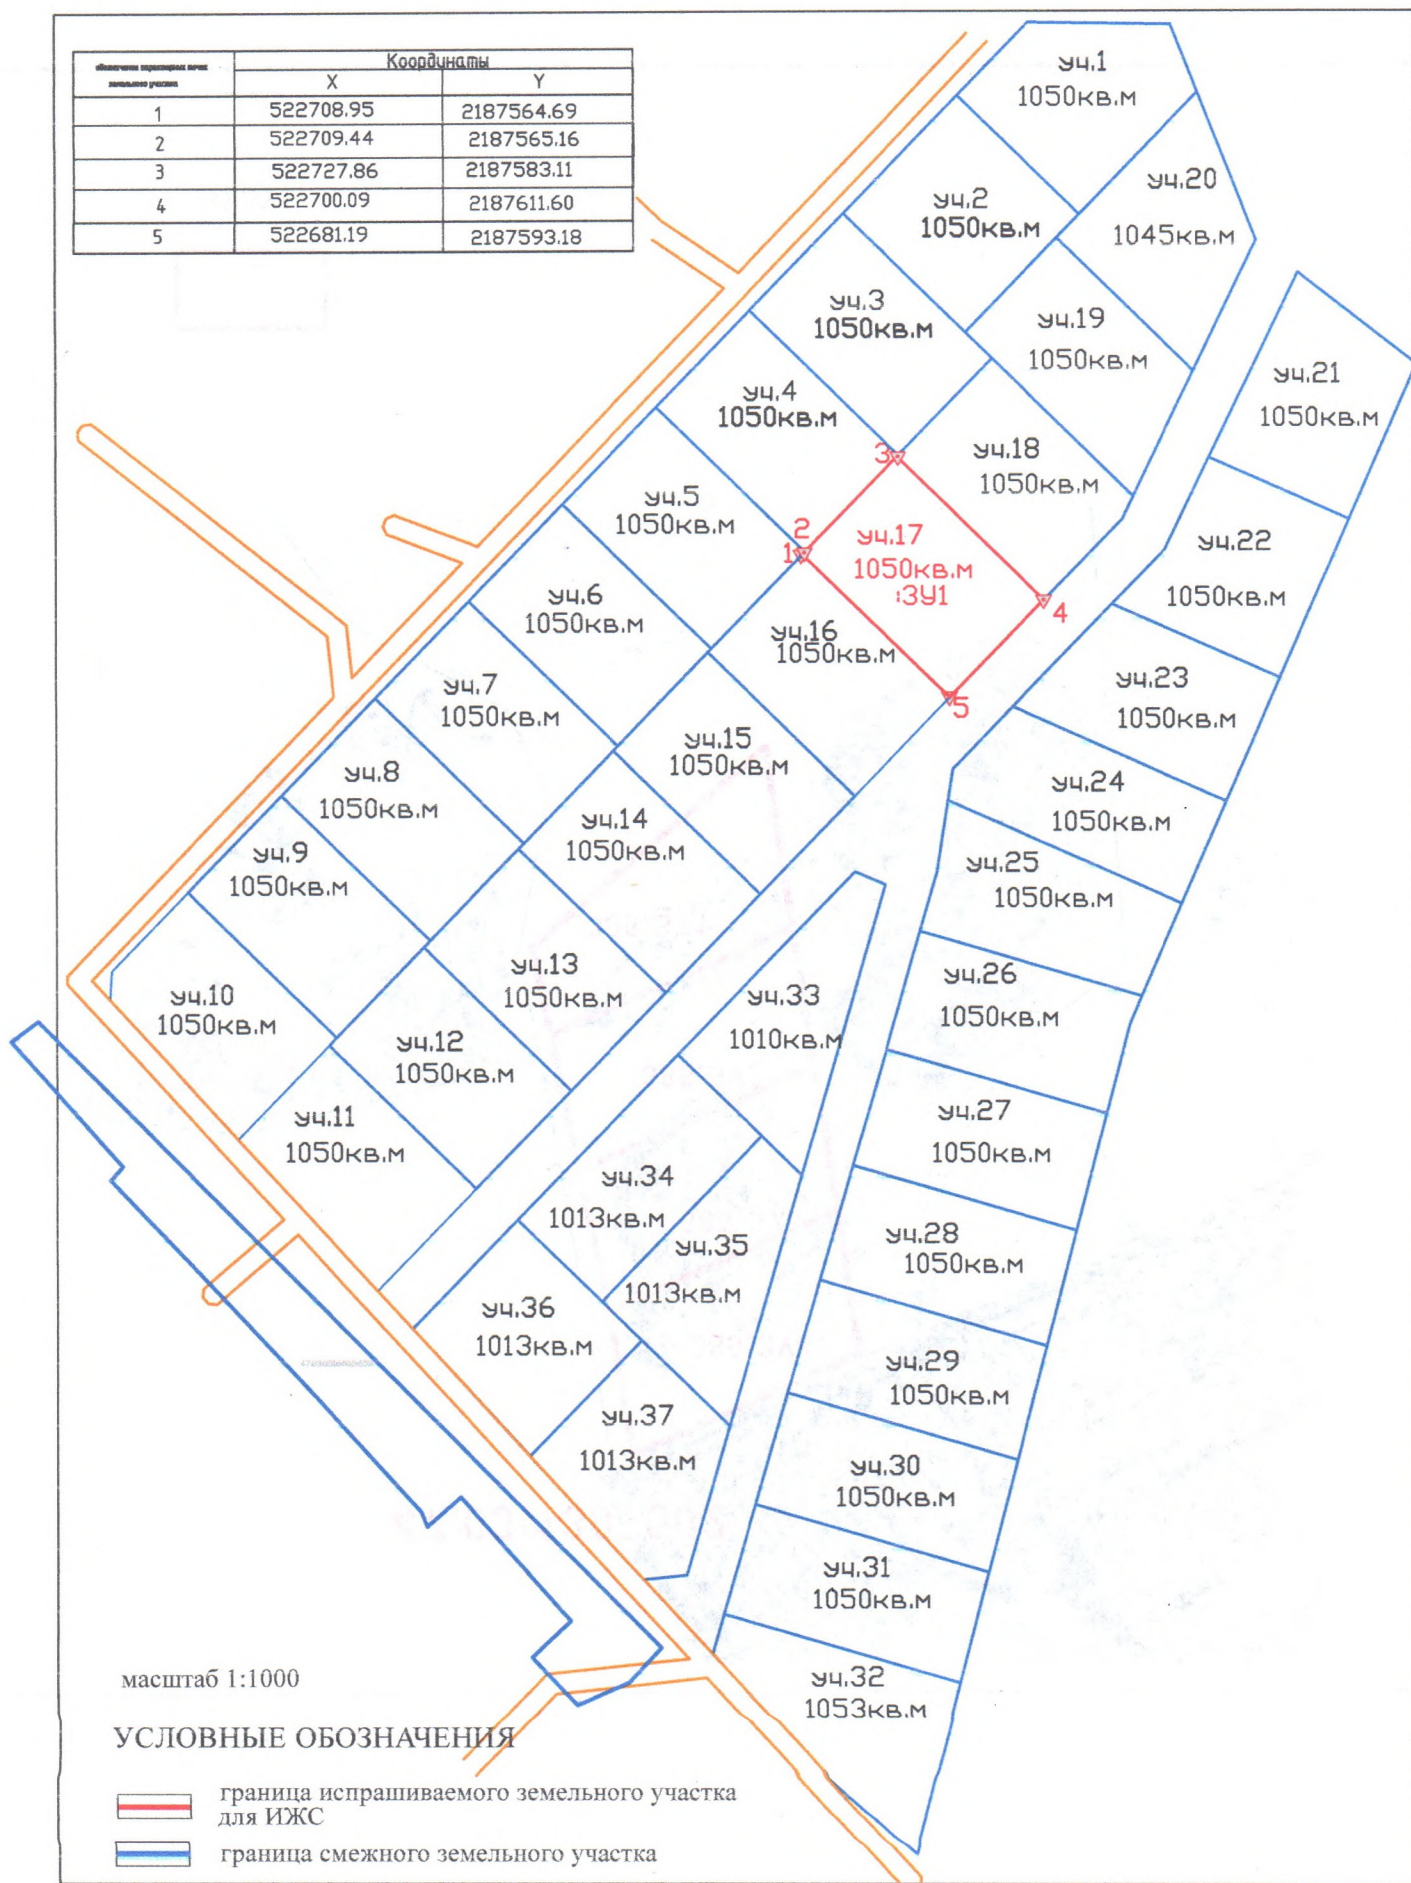 Координаты
X Y
1 522708.95 2187564.69
2 522709.44 2187565.16
3 522727.86 2187583.11
4 522700.09 2187611.60
5 522681.19 2187593.18
уч.1
1050кв.м
уч.20
1045кв.м
уч.2
1050кв.м
уч.3
1050кв.м
уч.19
1050кв.м
уч.21
1050кв.м
уч.4
1050кв.м
уч.18
1050кв.м
3
уч.5
1050кв.м
2
1
уч.17
1050кв.м
:ЗУ1
4
5
уч.22
1050кв.м
уч.6
1050кв.м
уч.16
1050кв.м
уч.23
1050кв.м
уч.7
1050кв.м
уч.15
1050кв.м
уч.24
1050кв.м
уч.8
1050кв.м
уч.14
1050кв.м
уч.9
1050кв.м
уч.25
1050кв.м
уч.13
1050кв.м
уч.26
1050кв.м
уч.10
1050кв.м
уч.33
1010кв.м
уч.12
1050кв.м
уч.27
1050кв.м
уч.11
1050кв.м
уч.34
1013кв.м
уч.28
1050кв.м
уч.35
1013кв.м
уч.36
1013кв.м
уч.29
1050кв.м
уч.37
1013кв.м
уч.30
1050кв.м
уч.31
1050кв.м
уч.32
1053кв.м
масштаб 1:1000
УСЛОВНЫЕ ОБОЗНАЧЕНИЯ
граница испрашиваемого земельного участка
для ИЖС
граница смежного земельного участка